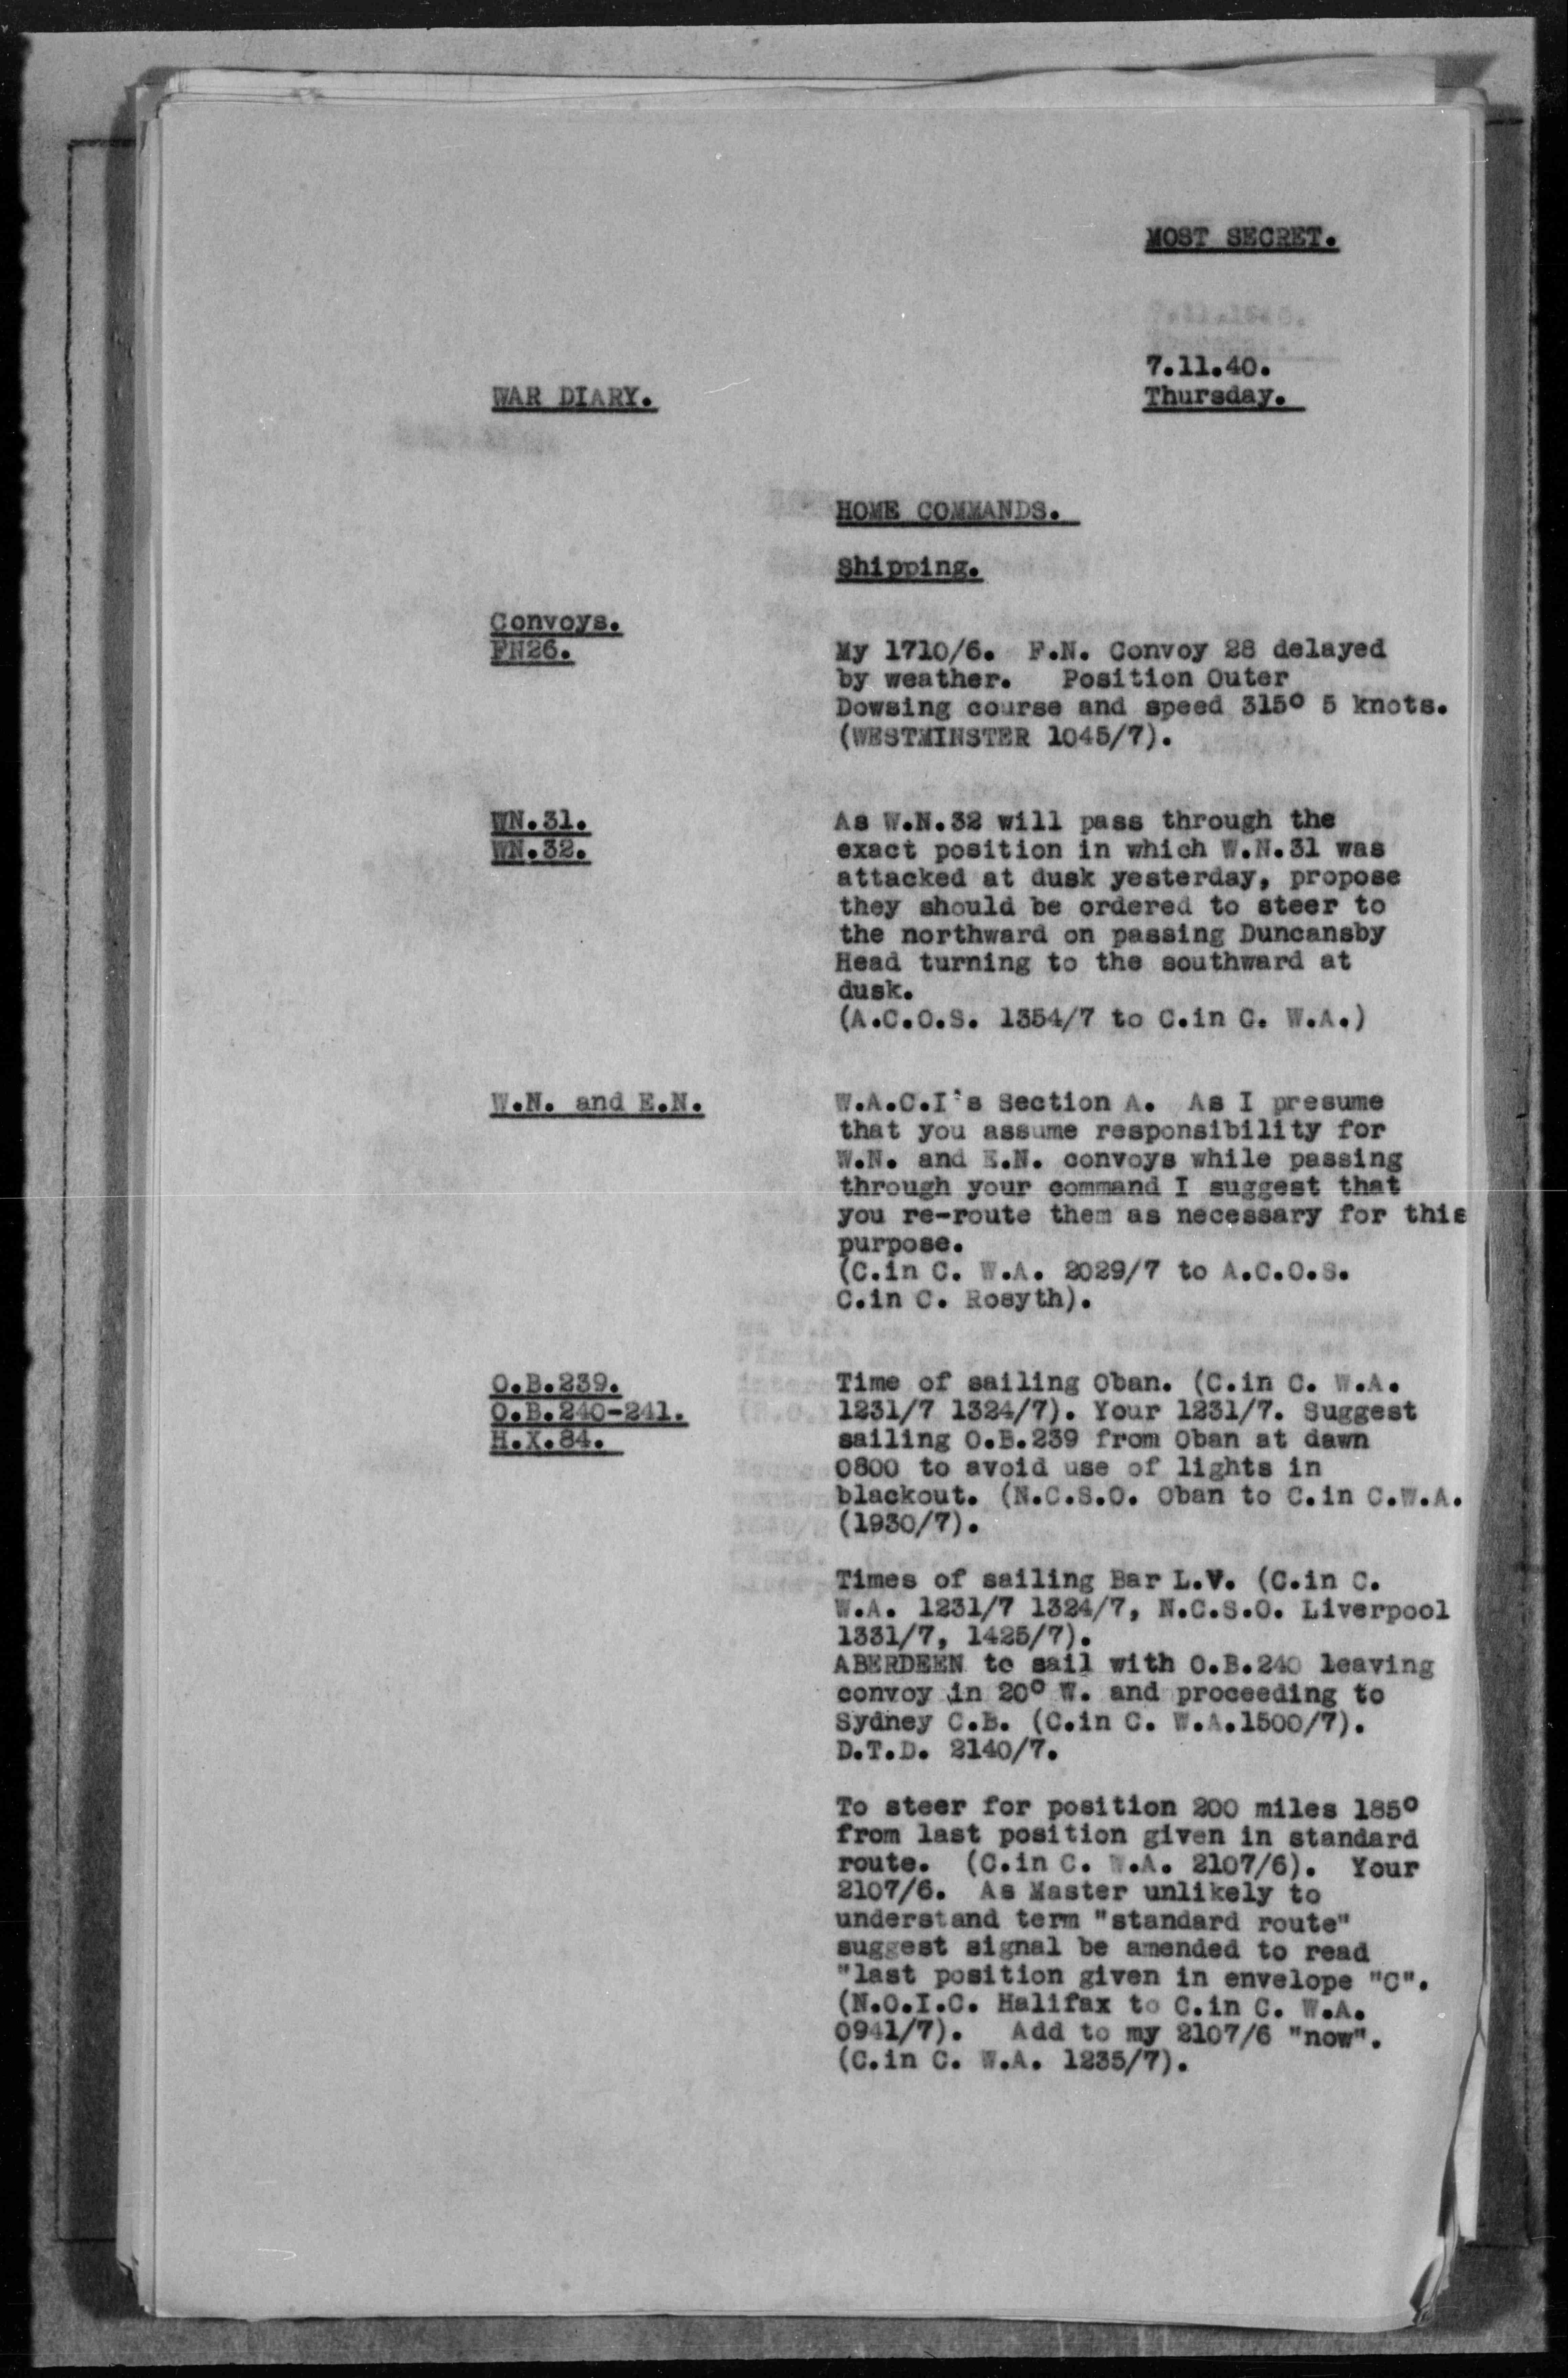 MOST SECRET.
7.11.40.
WAR DIARY.
Thursday.
HOME COMMANDS.
Shipping.
Convoys.
FN26.
My 1710/6. F.N. Convoy 28 delayed
by weather. Position Outer
Dowsing course and speed 315° 5 knots.
(WESTMINSTER 1045/7).
WN.31.
WN.32.
As W.N.32 will pass through the
exact position in which W.N.31 was
attacked at dusk yesterday, propose
they should be ordered to steer to
the northward on passing Duncansby
Head turning to the southward at
dusk.
(A.C.O.S. 1354/7 to C.in C. W.A.)
W.N. and E.N.
W.A.C.I's Section A. As I presume
that you assume responsibility for
W.N. and E.N. convoys while passing
through your command I suggest that
you re-route them as necessary for this
purpose.
(C.in C. W.A. 2029/7 to A.C.O.S.
C.in C. Rosyth).
O.B.239.
O.B.240-241.
H.X.84.
Time of sailing Oban. (C.in C. W.A.
1231/7 1324/7). Your 1231/7. Suggest
sailing O.B.239 from Oban at dawn
0800 to avoid use of lights in
blackout. (N.C.S.O. Oban to C.in C.W.A.
(1930/7).
Times of sailing Bar L.V. (C.in C.
W.A. 1231/7 1324/7, N.C.S.O. Liverpool
1331/7, 1425/7).
ABERDEEN to sail with O.B.240 leaving
convoy in 20° W. and proceeding to
Sydney C.B. (C.in C. W.A.1500/7).
D.T.D. 2140/7.
To steer for position 200 miles 185°
from last position given in standard
route. (C.in C. W.A. 2107/6). Your
2107/6. As Master unlikely to
understand term "standard route"
suggest signal be amended to read
"last position given in envelope "C".
(N.O.I.C. Halifax to C.in C. W.A.
0941/7). Add to my 2107/6 "now".
(C.in C. W.A. 1235/7).